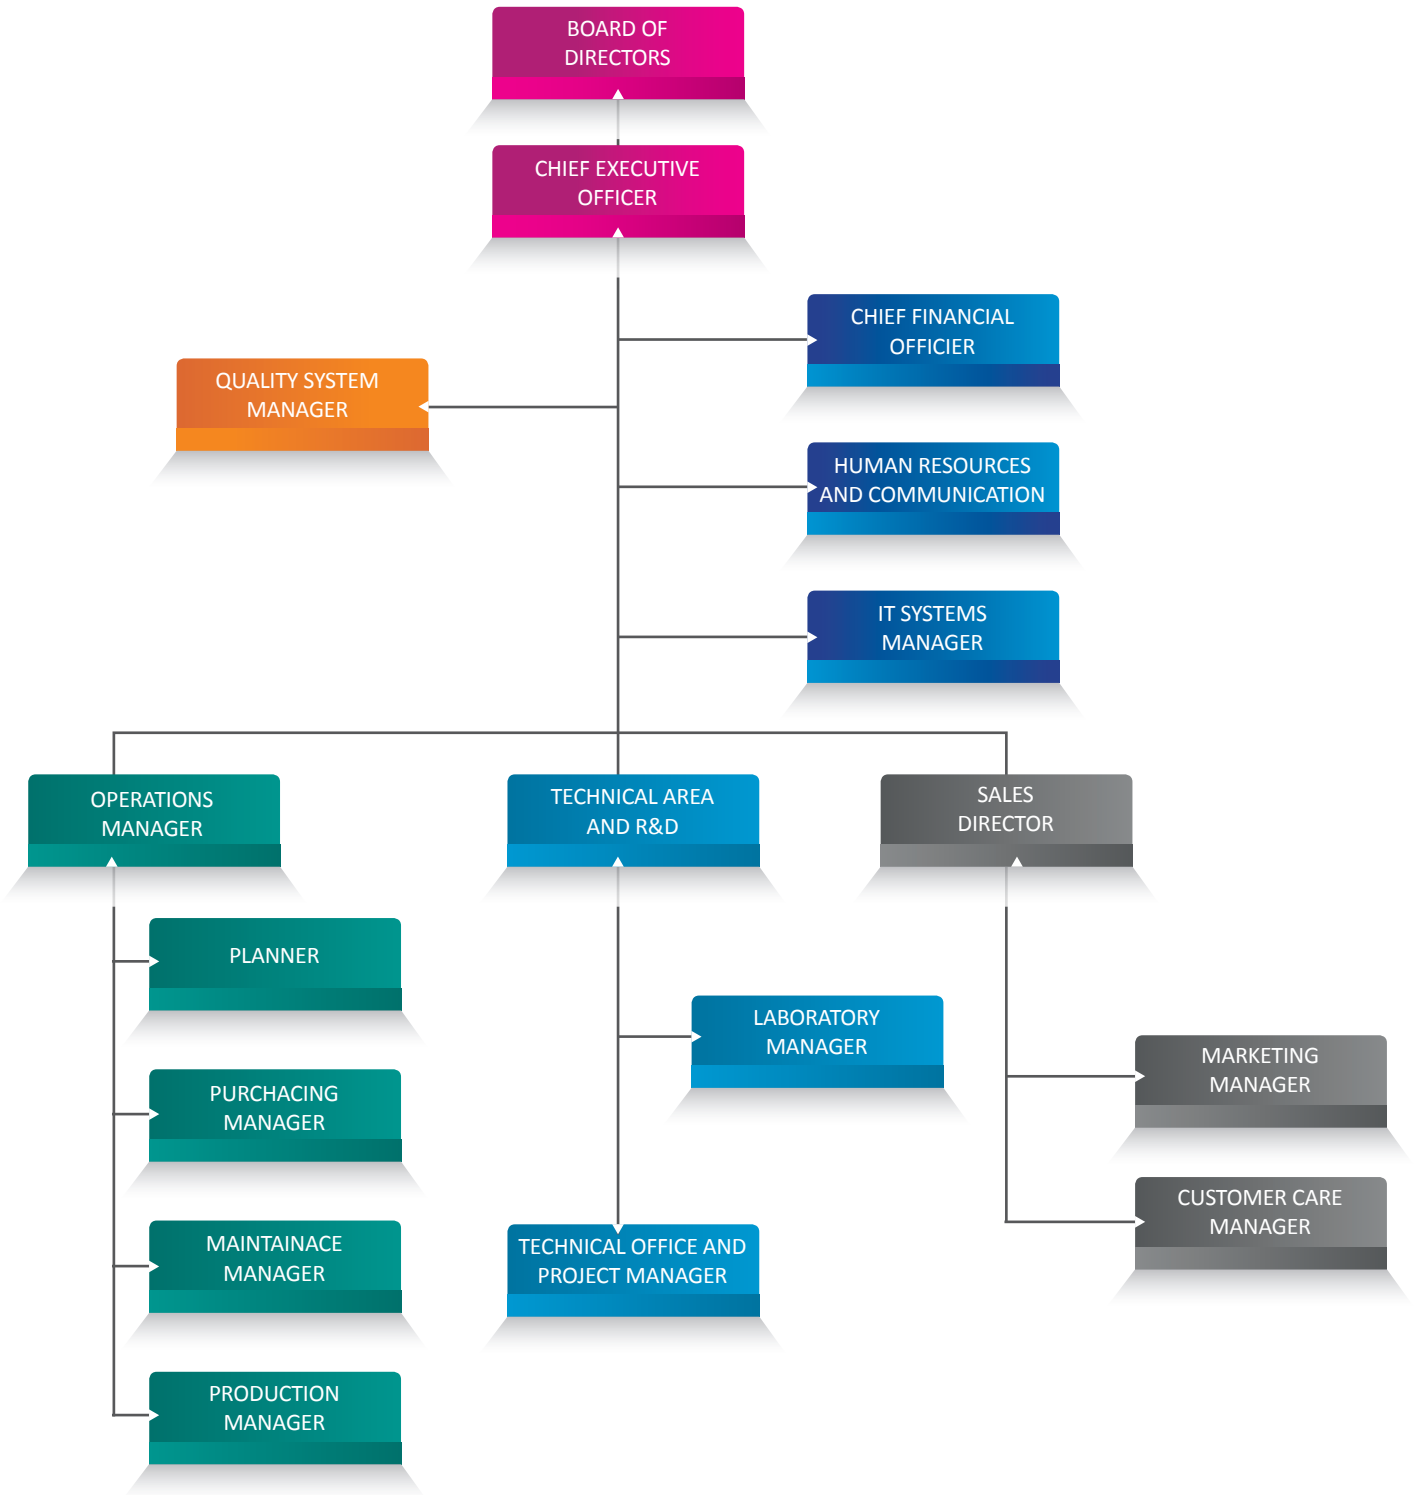 BOARD OF
DIRECTORS
CHIEF EXECUTIVE
OFFICER
CHIEF FINANCIAL
OFFICIER
QUALITY SYSTEM
MANAGER
HUMAN RESOURCES
AND COMMUNICATION
IT SYSTEMS
MANAGER
OPERATIONS
MANAGER
TECHNICAL AREA
AND R&D
SALES
DIRECTOR
PLANNER
LABORATORY
MANAGER
MARKETING
MANAGER
PURCHACING
MANAGER
CUSTOMER CARE
MANAGER
MAINTAINACE
MANAGER
TECHNICAL OFFICE AND
PROJECT MANAGER
PRODUCTION
MANAGER